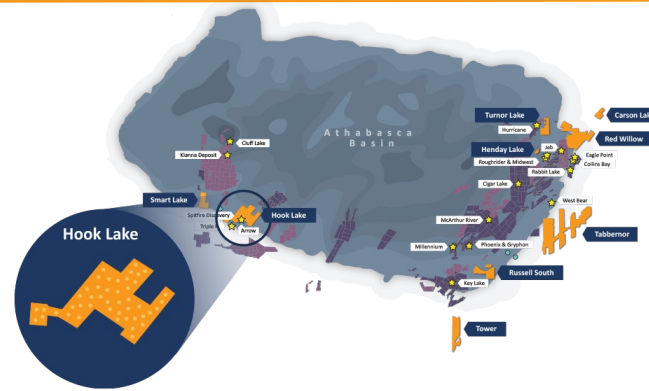 Athabasca
Basin
Turnor Lake
Carson Lak
Hurricane
Red Willow
Henday Lake
Jeb
Eagle Point
Roughrider & Midwest
Collins Bay
Rabbit Lake
Cluff Lake
Kianna Deposit
Cigar Lake
Smart Lake
West Bear
Spitfire Discovery
Hook Lake
McArthur River
Triple
Arrow
Tabbernor
Hook Lake
Millennium
Phoenix & Gryphon
Russell South
Key Lake
Tower